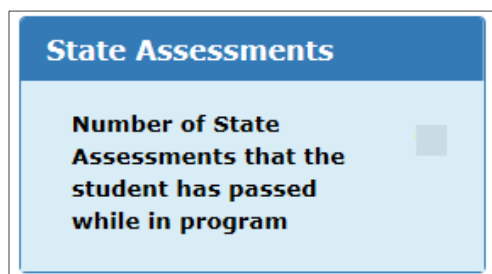 State Assessments
Number of State
Assessments that the
student has passed
while in program